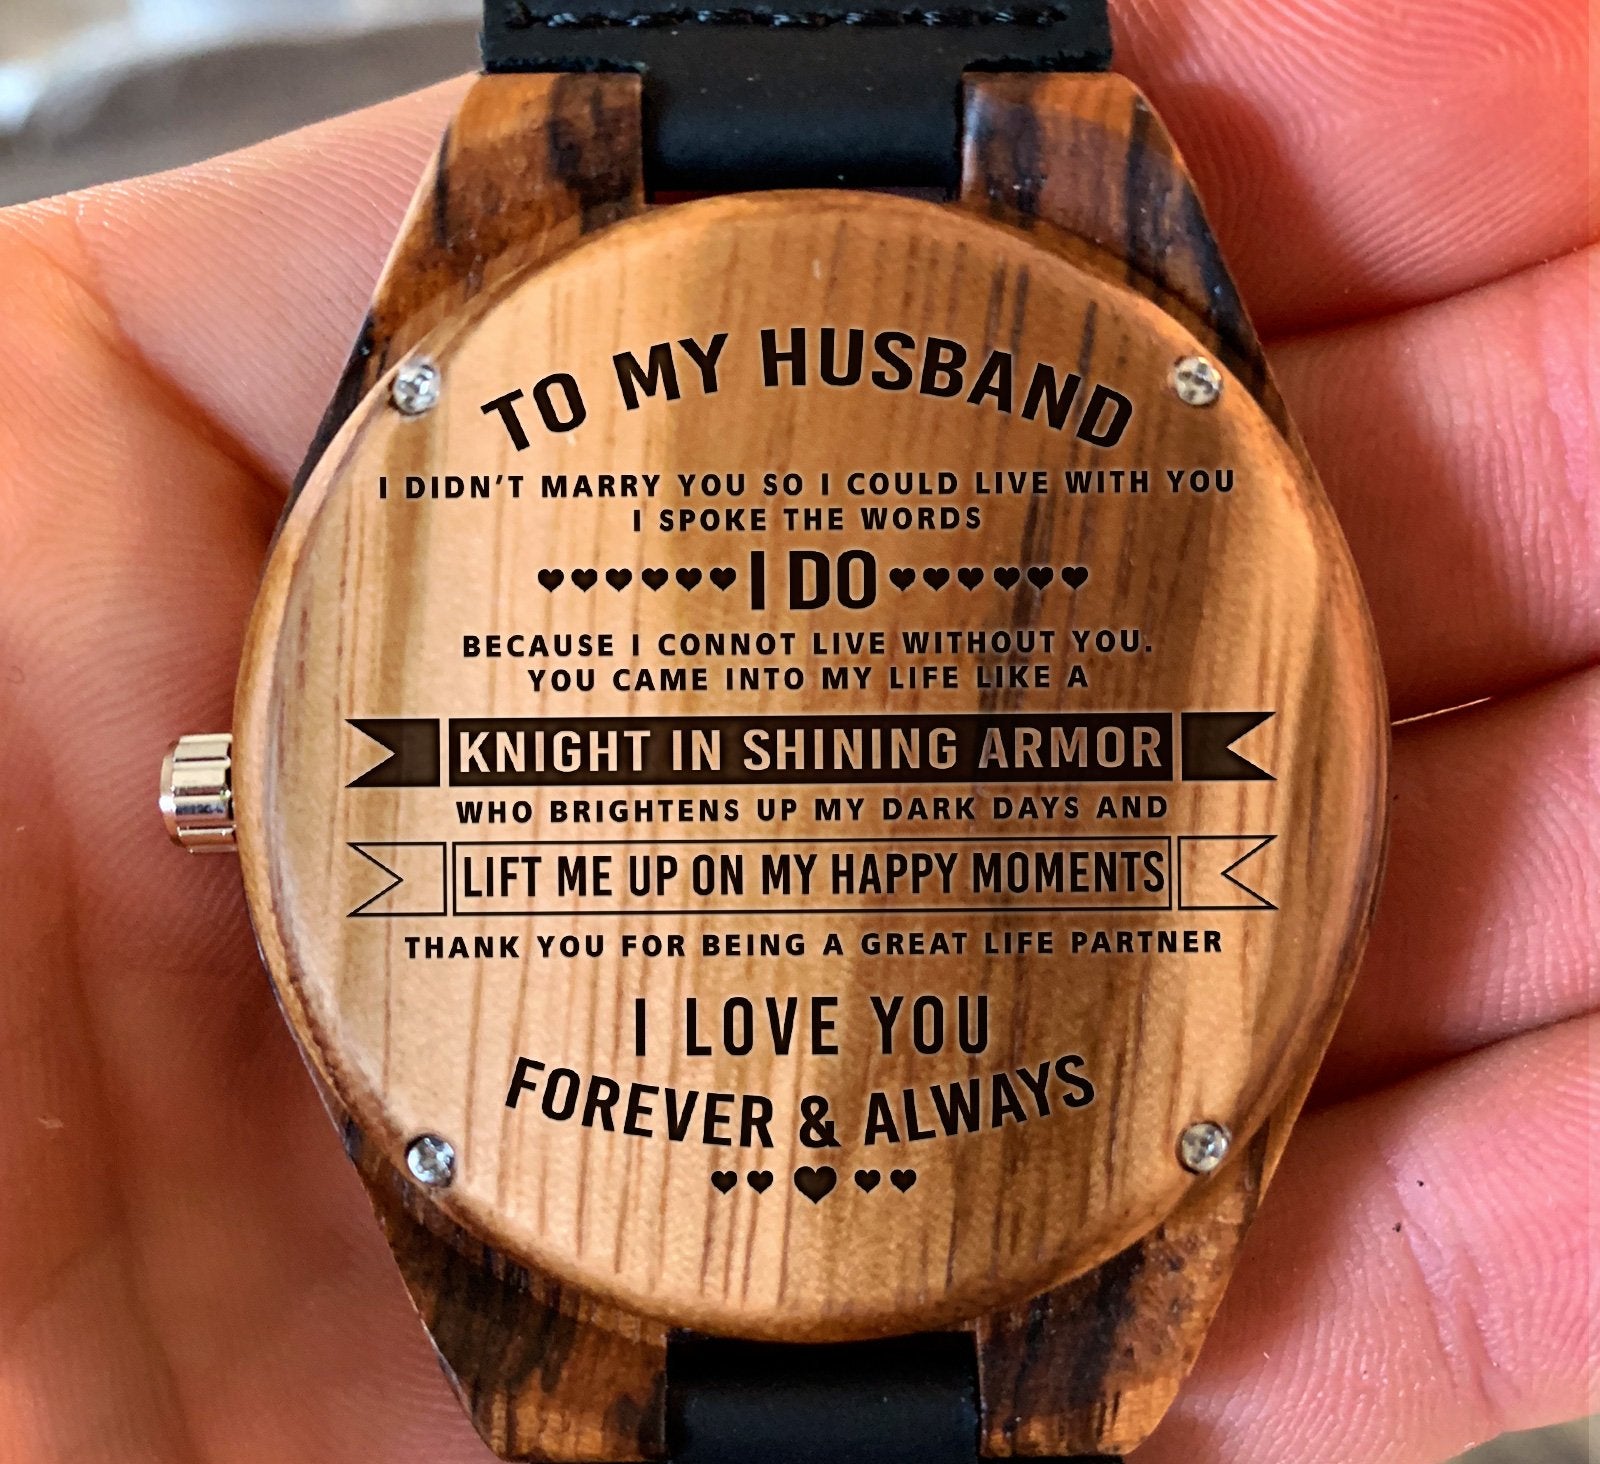 TO MY HUSBAND
I DIDN'T MARRY YOU SO I COULD LIVE WITH YOU
I SPOKE THE WORDS
I DO
BECAUSE I CONNOT LIVE WITHOUT YOU.
YOU CAME INTO MY LIFE LIKE A
KNIGHT IN SHINING ARMOR
WHO BRIGHTENS UP MY DARK DAYS AND
LIFT ME UP ON MY HAPPY MOMENTS
THANK YOU FOR BEING A GREAT LIFE PARTNER
I LOVE YOU
FOREVER & ALWAYS